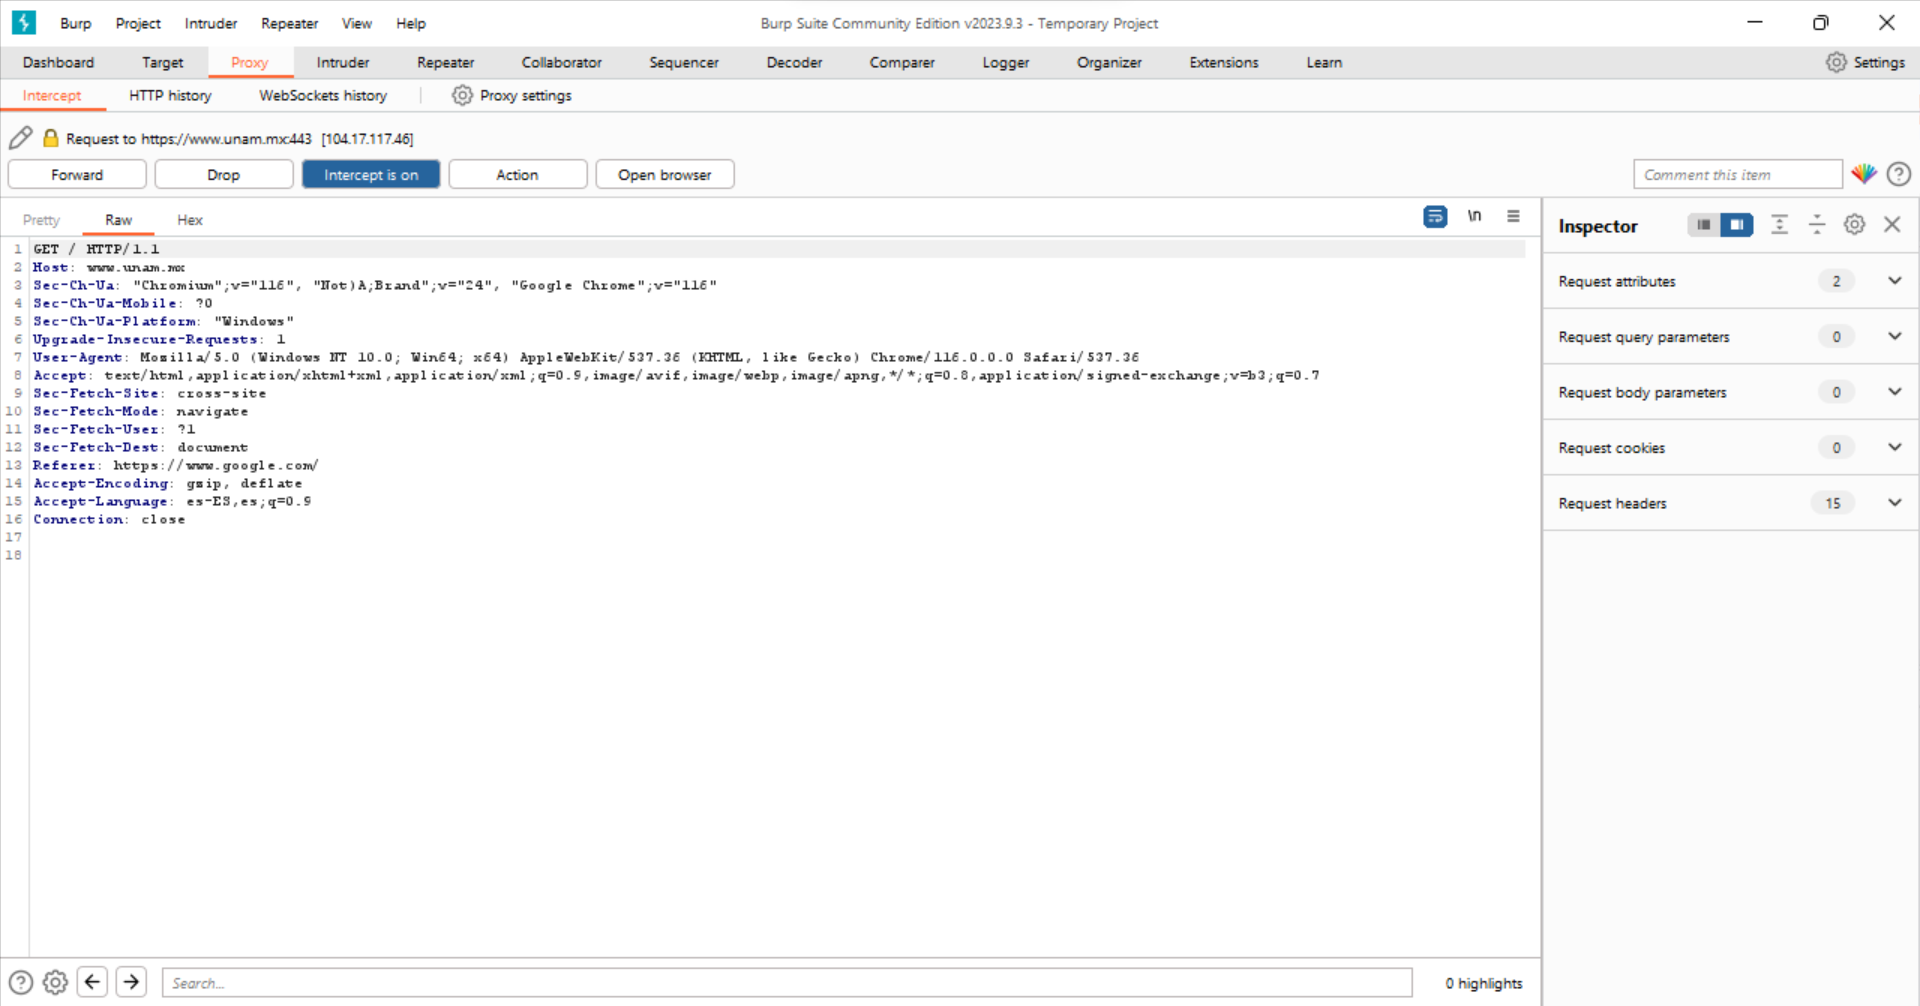 Burp Project Intruder Repeater View Help Burp Suite Community Edition v2023.9.3 - Temporary Project
Dashboard Target Proxy Intruder Repeater Collaborator Sequencer Decoder Comparer Logger Organizer Extensions Learn Settings
Intercept HTTP history WebSockets history Proxy settings
Request to https://www.unam.mx:443 [104.17.117.46]
Forward Drop Intercept is on Action Open browser Comment this item
Pretty Raw Hex \n
Inspector
1 GET / HTTP/1.1
2 Host: www.unam.mx
3 Sec-Ch-Ua: "Chromium";v="116", "Not)A;Brand";v="24", "Google Chrome";v="116"
4 Sec-Ch-Ua-Mobile: ?0
5 Sec-Ch-Ua-Platform: "Windows"
6 Upgrade-Insecure-Requests: 1
7 User-Agent: Mozilla/5.0 (Windows NT 10.0; Win64; x64) AppleWebKit/537.36 (KHTML, like Gecko) Chrome/116.0.0.0 Safari/537.36
8 Accept: text/html,application/xhtml+xml,application/xml;q=0.9,image/avif,image/webp,image/apng,*/*;q=0.8,application/signed-exchange;v=b3;q=0.7
9 Sec-Fetch-Site: cross-site
10 Sec-Fetch-Mode: navigate
11 Sec-Fetch-User: ?1
12 Sec-Fetch-Dest: document
13 Referer: https://www.google.com/
14 Accept-Encoding: gzip, deflate
15 Accept-Language: es-ES,es;q=0.9
16 Connection: close
17
18
Request attributes 2
Request query parameters 0
Request body parameters 0
Request cookies 0
Request headers 15
Search... 0 highlights